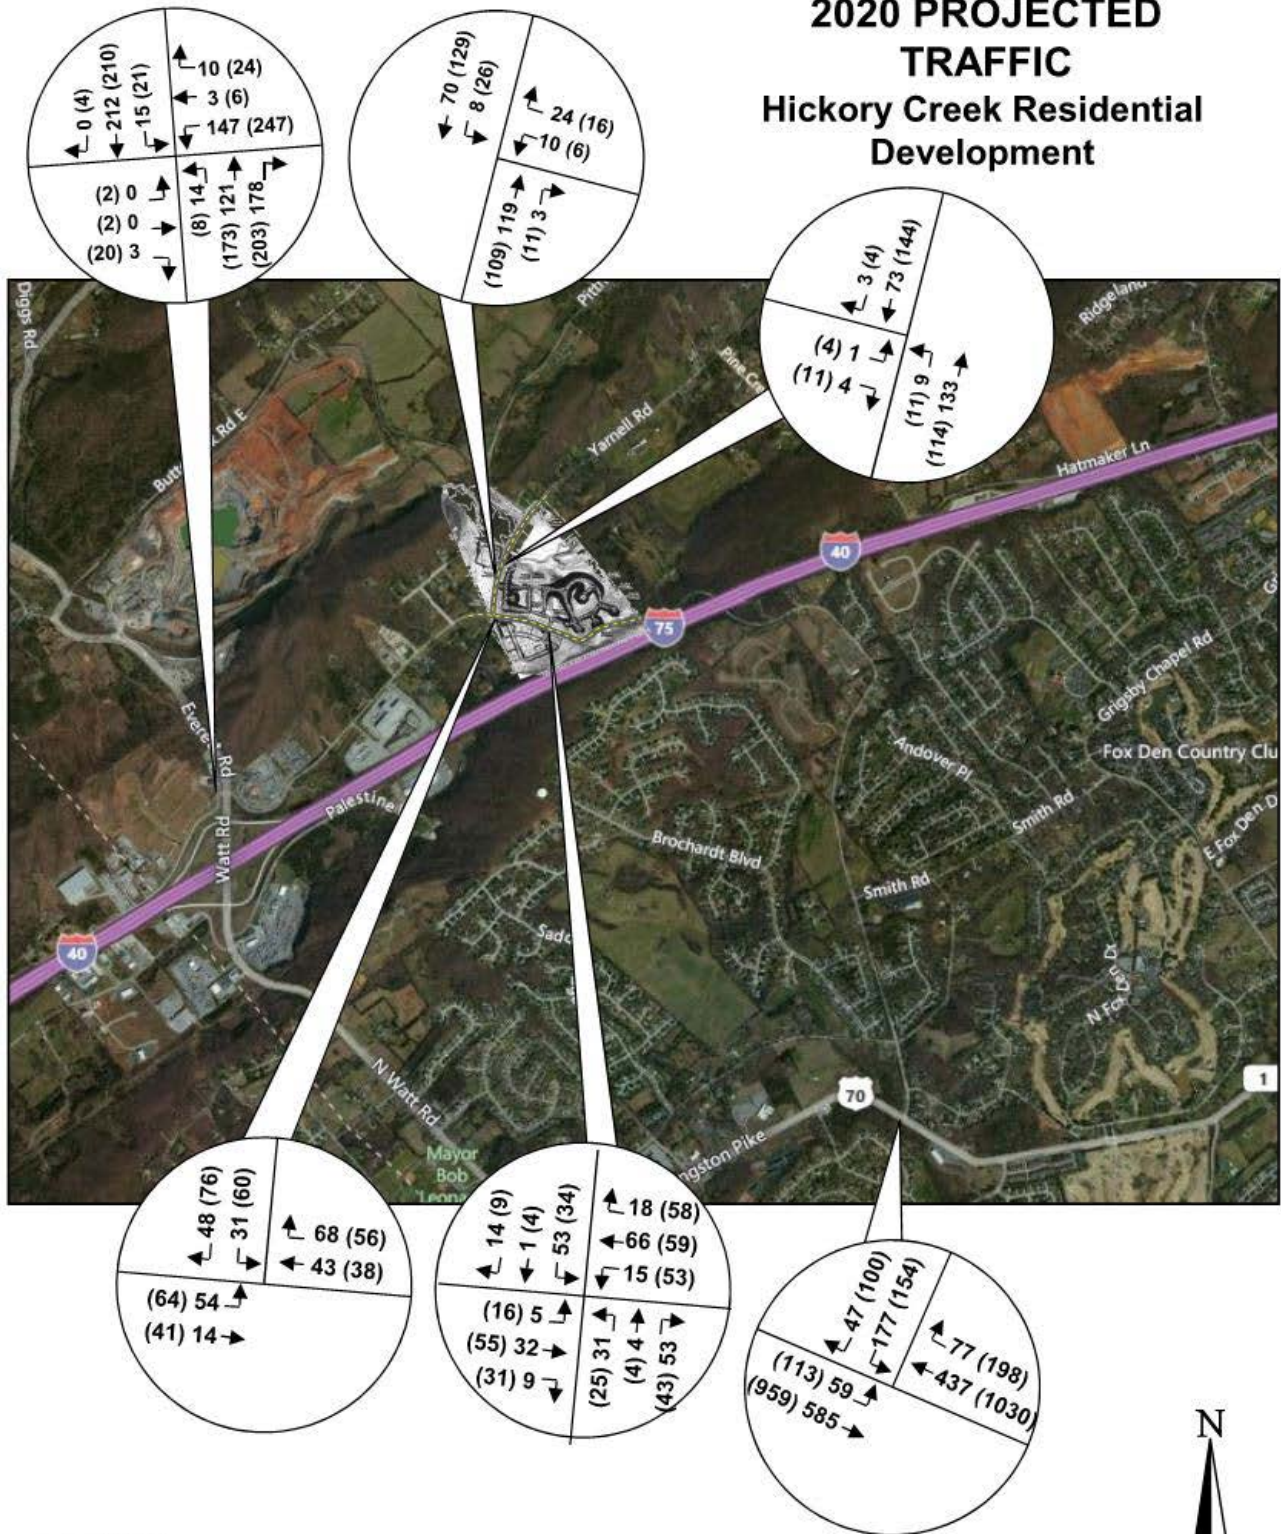 2020 PROJECTED
TRAFFIC
Hickory Creek Residential
Development
0 (4)
212 (210)
15 (21)
10 (24)
3 (6)
147 (247)
(2) 0
(2) 0
(20) 3
(8) 14
(173) 121
(203) 178
70 (129)
8 (26)
24 (16)
10 (6)
(109) 119
(11) 3
3 (4)
73 (144)
(4) 1
(11) 4
(11) 9
(114) 133
Diggs Rd
Rd E
Yarnell Rd
Hatmaker Ln
40
75
Grigsby Chapel Rd
Rd
Andover Pl
Fox Den Country Clu
Palestine
Watt Rd
Smith Rd
Brochardt Blvd
E Fox Den D
Smith Rd
40
N Fox Den Dr
N Watt Rd
70
1
Mayor
Bob
ngston Pike
48 (76)
31 (60)
68 (56)
43 (38)
(64) 54
(41) 14
14 (9)
1 (4)
53 (34)
18 (58)
66 (59)
15 (53)
(16) 5
(55) 32
(31) 9
(25) 31
(4) 4
(43) 53
47 (100)
177 (154)
77 (198)
437 (1030)
(113) 59
(959) 585
N